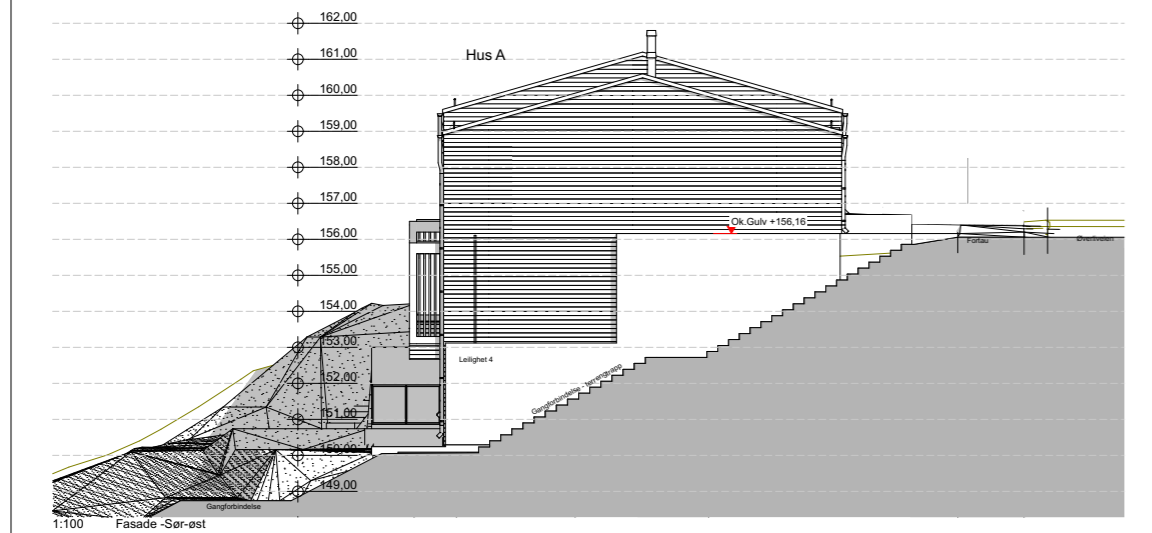 162,00
161,00
Hus A
160,00
159,00
158,00
157,00
Ok.Gulv +156,16
156,00
Fortau
Øverliveien
155,00
154,00
153,00
Leilighet 4
152,00
Gangforbindelse - terrengtrapp
151,00
150,00
149,00
Gangforbindelse
1:100 Fasade -Sør-øst